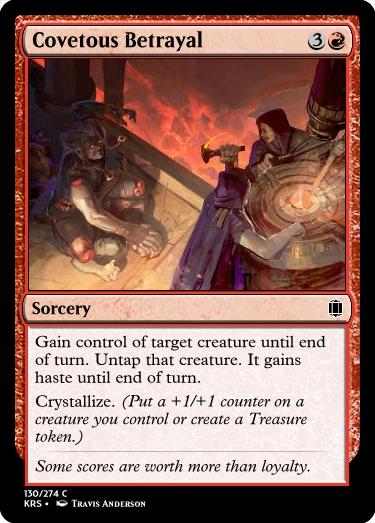 Covetous Betrayal 3
Sorcery
Gain control of target creature until end
of turn. Untap that creature. It gains
haste until end of turn.
Crystallize. (Put a +1/+1 counter on a
creature you control or create a Treasure
token.)
Some scores are worth more than loyalty.
130/274 C
KRS • Travis Anderson